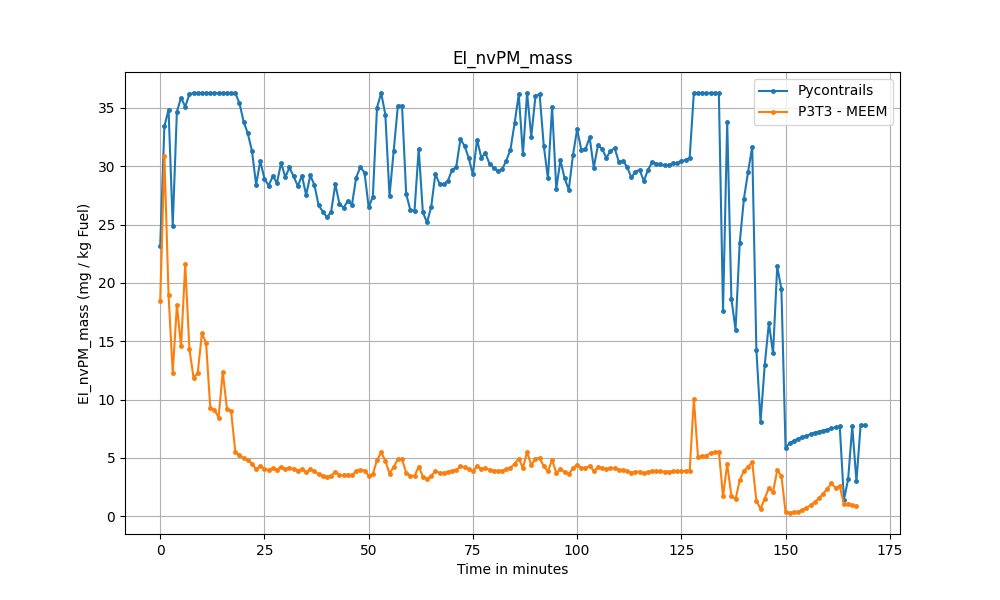 EI_nvPM_mass
Pycontrails
P3T3 - MEEM
EI_nvPM_mass (mg / kg Fuel)
35
30
25
20
15
10
5
0
0 25 50 75 100 125 150 175
Time in minutes